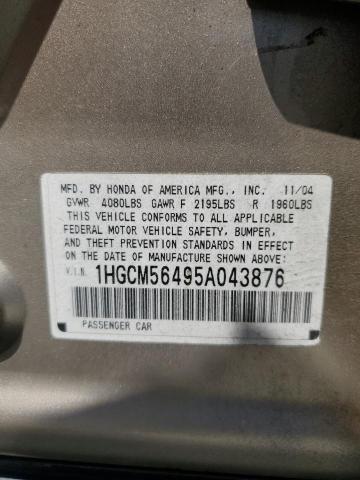 MFD. BY HONDA OF AMERICA MFG., INC. 11/04
GVWR 4080LBS GAWR F 2195LBS R 1960LBS
THIS VEHICLE CONFORMS TO ALL APPLICABLE
FEDERAL MOTOR VEHICLE SAFETY, BUMPER,
AND THEFT PREVENTION STANDARDS IN EFFECT
ON THE DATE OF MANUFACTURE SHOWN ABOVE.
V.I.N. 1HGCM56495A043876
PASSENGER CAR